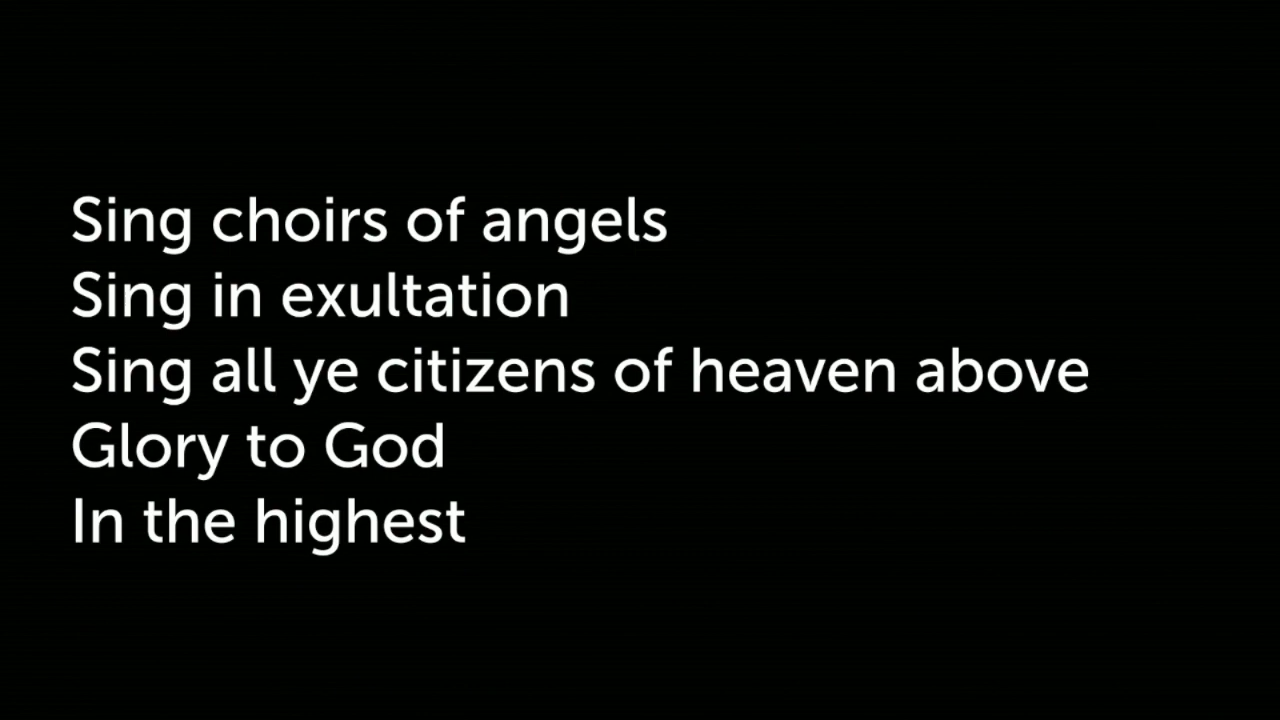 Sing choirs of angels
Sing in exultation
Sing all ye citizens of heaven above
Glory to God
In the highest